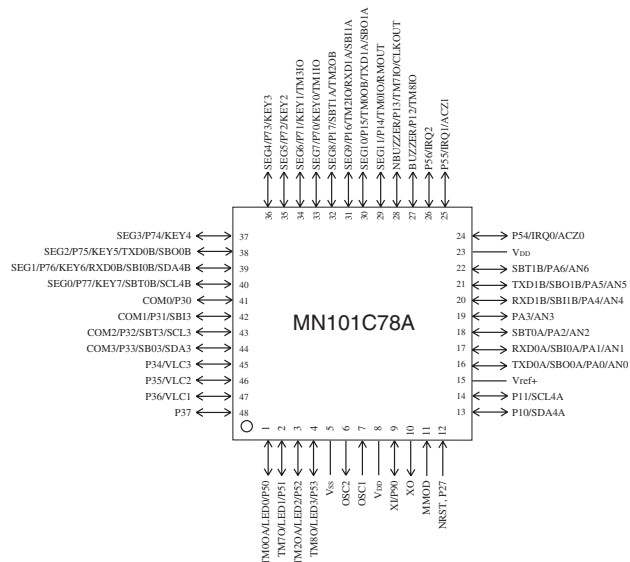 SEG4/P73/KEY3
SEG5/P72/KEY2
SEG6/P71/KEY1/TM3IO
SEG7/P70/KEY0/TM1IO
SEG8/P17/SBT1A/TM2OB
SEG9/P16/TM2IO/RXD1A/SBI1A
SEG10/P15/TM0OB/TXD1A/SBO1A
SEG11/P14/TM0IO/RMOUT
NBUZZER/P13/TM7IO/CLKOUT
BUZZER/P12/TM8IO
P56/IRQ2
P55/IRQ1/ACZ1
36 35 34 33 32 31 30 29 28 27 26 25
SEG3/P74/KEY4 37
SEG2/P75/KEY5/TXD0B/SBO0B 38
SEG1/P76/KEY6/RXD0B/SBI0B/SDA4B 39
SEG0/P77/KEY7/SBT0B/SCL4B 40
COM0/P30 41
COM1/P31/SBI3 42
COM2/P32/SBT3/SCL3 43
COM3/P33/SB03/SDA3 44
P34/VLC3 45
P35/VLC2 46
P36/VLC1 47
P37 48
MN101C78A
24 P54/IRQ0/ACZ0
23 VDD
22 SBT1B/PA6/AN6
21 TXD1B/SBO1B/PA5/AN5
20 RXD1B/SBI1B/PA4/AN4
19 PA3/AN3
18 SBT0A/PA2/AN2
17 RXD0A/SBI0A/PA1/AN1
16 TXD0A/SBO0A/PA0/AN0
15 Vref+
14 P11/SCL4A
13 P10/SDA4A
1 2 3 4 5 6 7 8 9 10 11 12
TM0OA/LED0/P50
TM7O/LED1/P51
TM2OA/LED2/P52
TM8O/LED3/P53
VSS
OSC2
OSC1
VDD
XI/P90
XO
MMOD
NRST, P27